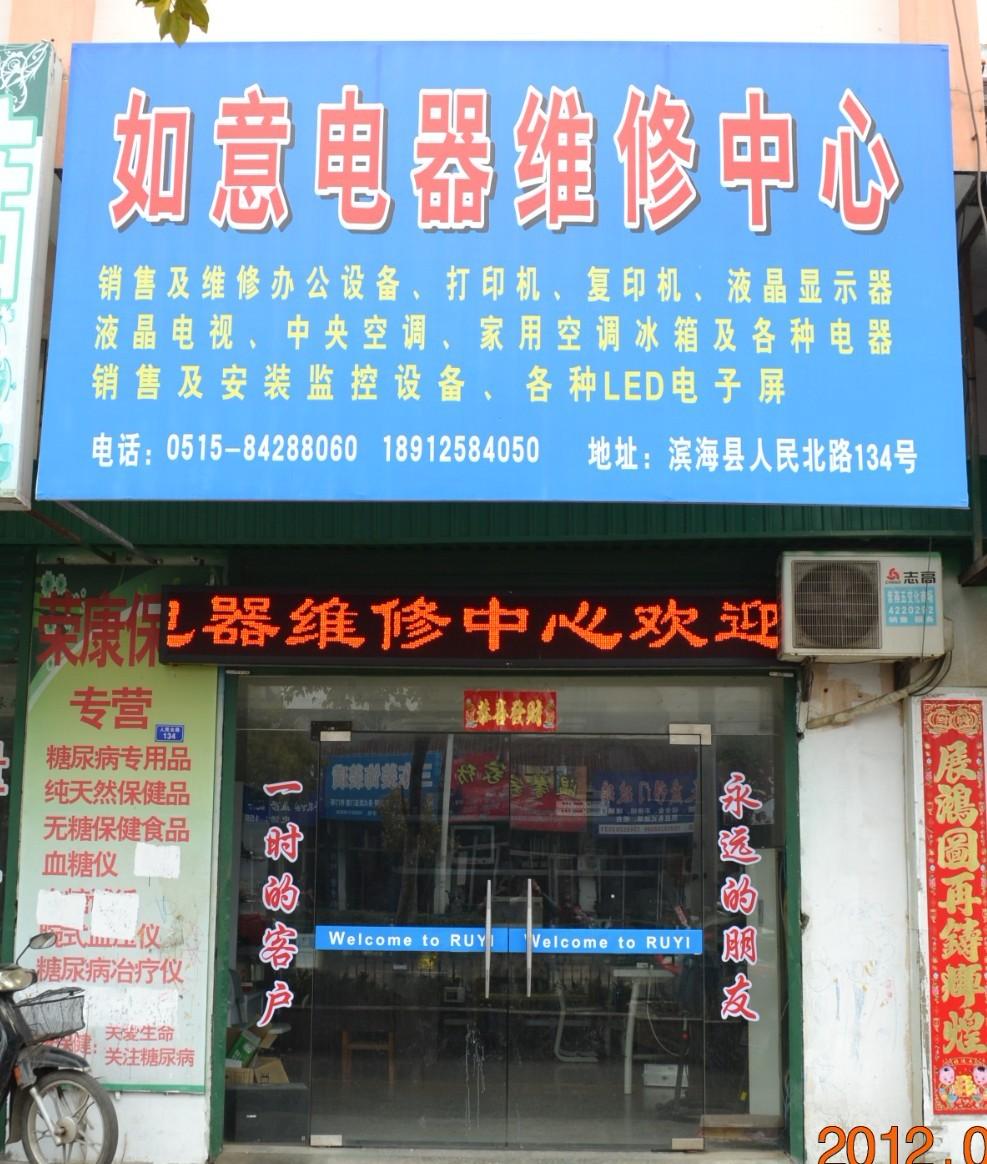 如意电器维修中心
销售及维修办公设备、打印机、复印机、液晶显示器
液晶电视、中央空调、家用空调冰箱及各种电器
销售及安装监控设备、各种LED电子屏
电话：0515-84288060 18912584050 地址：滨海县人民北路134号
志高
4220202
器维修中心欢迎
荣康保
专营
134
糖尿病专用品
纯天然保健品
无糖保健食品
血糖仪
糖尿病治疗仪
关爱生命
关注糖尿病
恭喜發财
一时的客户
永远的朋友
Welcome to RUYI Welcome to RUYI
展鴻圖再鑄輝煌
2012.0